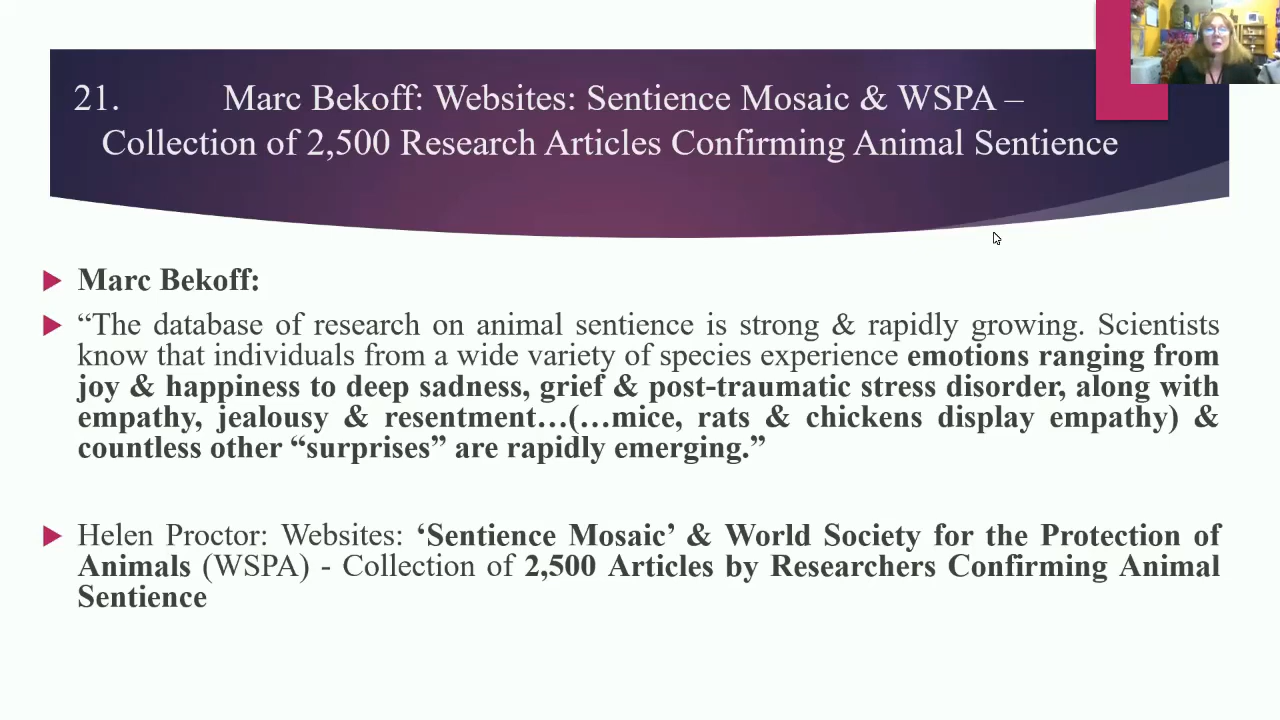 21. Marc Bekoff: Websites: Sentience Mosaic & WSPA –
Collection of 2,500 Research Articles Confirming Animal Sentience
Marc Bekoff:
“The database of research on animal sentience is strong & rapidly growing. Scientists
know that individuals from a wide variety of species experience emotions ranging from
joy & happiness to deep sadness, grief & post-traumatic stress disorder, along with
empathy, jealousy & resentment…(…mice, rats & chickens display empathy) &
countless other “surprises” are rapidly emerging.”
Helen Proctor: Websites: ‘Sentience Mosaic’ & World Society for the Protection of
Animals (WSPA) - Collection of 2,500 Articles by Researchers Confirming Animal
Sentience